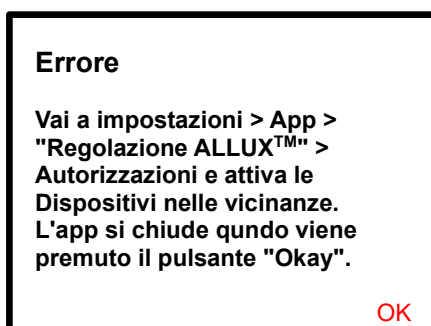 Errore
Vai a impostazioni > App >
"Regolazione ALLUX™" >
Autorizzazioni e attiva le
Dispositivi nelle vicinanze.
L'app si chiude qundo viene
premuto il pulsante "Okay".
OK